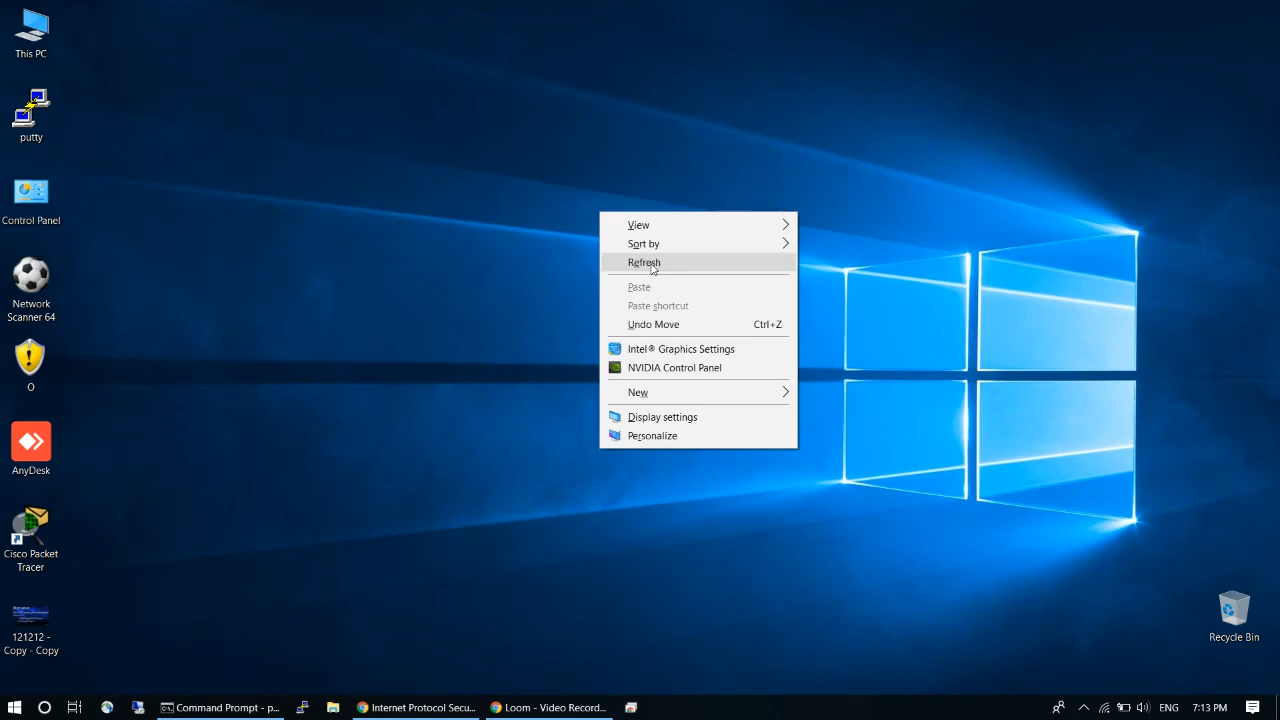 This PC
putty
Control Panel
Network
Scanner 64
O
AnyDesk
Cisco Packet
Tracer
121212 -
Copy - Copy
View
Sort by
Refresh
Paste
Paste shortcut
Undo Move Ctrl+Z
Intel® Graphics Settings
NVIDIA Control Panel
New
Display settings
Personalize
Recycle Bin
Command Prompt - p...
Internet Protocol Secu...
Loom - Video Record...
ENG
7:13 PM